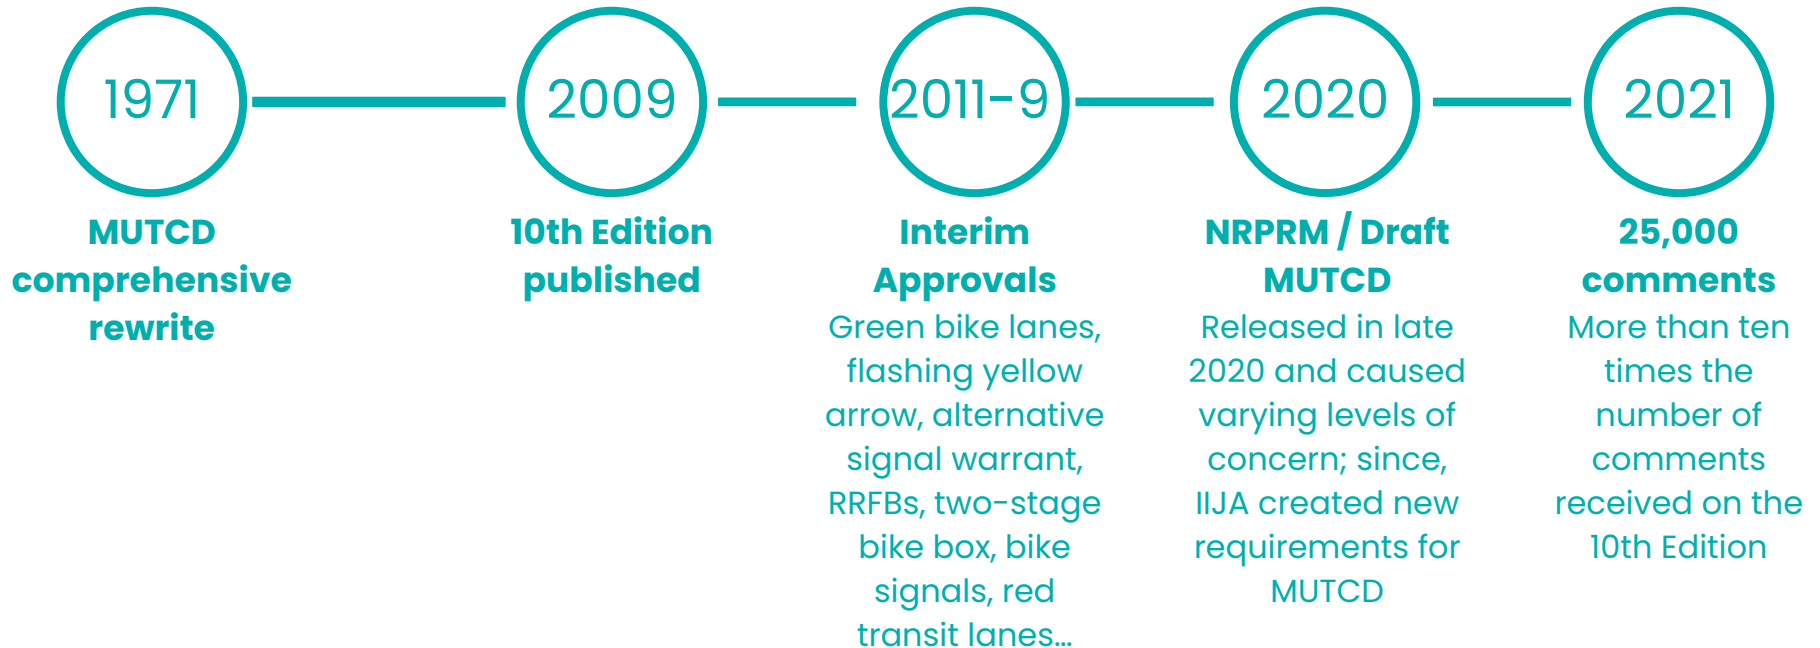 1971
MUTCD
comprehensive
rewrite
2009
10th Edition
published
2011-9
Interim
Approvals
Green bike lanes,
flashing yellow
arrow, alternative
signal warrant,
RRFBs, two-stage
bike box, bike
signals, red
transit lanes…
2020
NRPRM / Draft
MUTCD
Released in late
2020 and caused
varying levels of
concern; since,
IIJA created new
requirements for
MUTCD
2021
25,000
comments
More than ten
times the
number of
comments
received on the
10th Edition